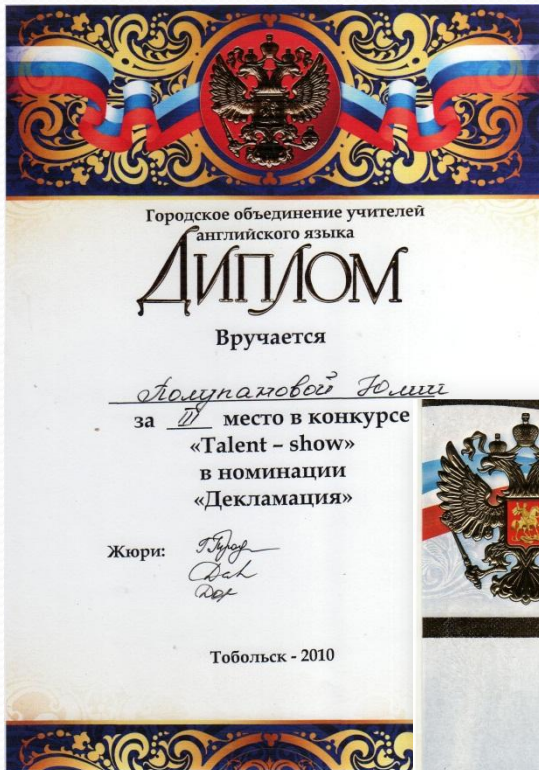 Городское объединение учителей
английского языка
ДИПЛОМ
Вручается
Полупановой Юлии
за III место в конкурсе
«Talent – show»
в номинации
«Декламация»
Жюри:
Тобольск - 2010